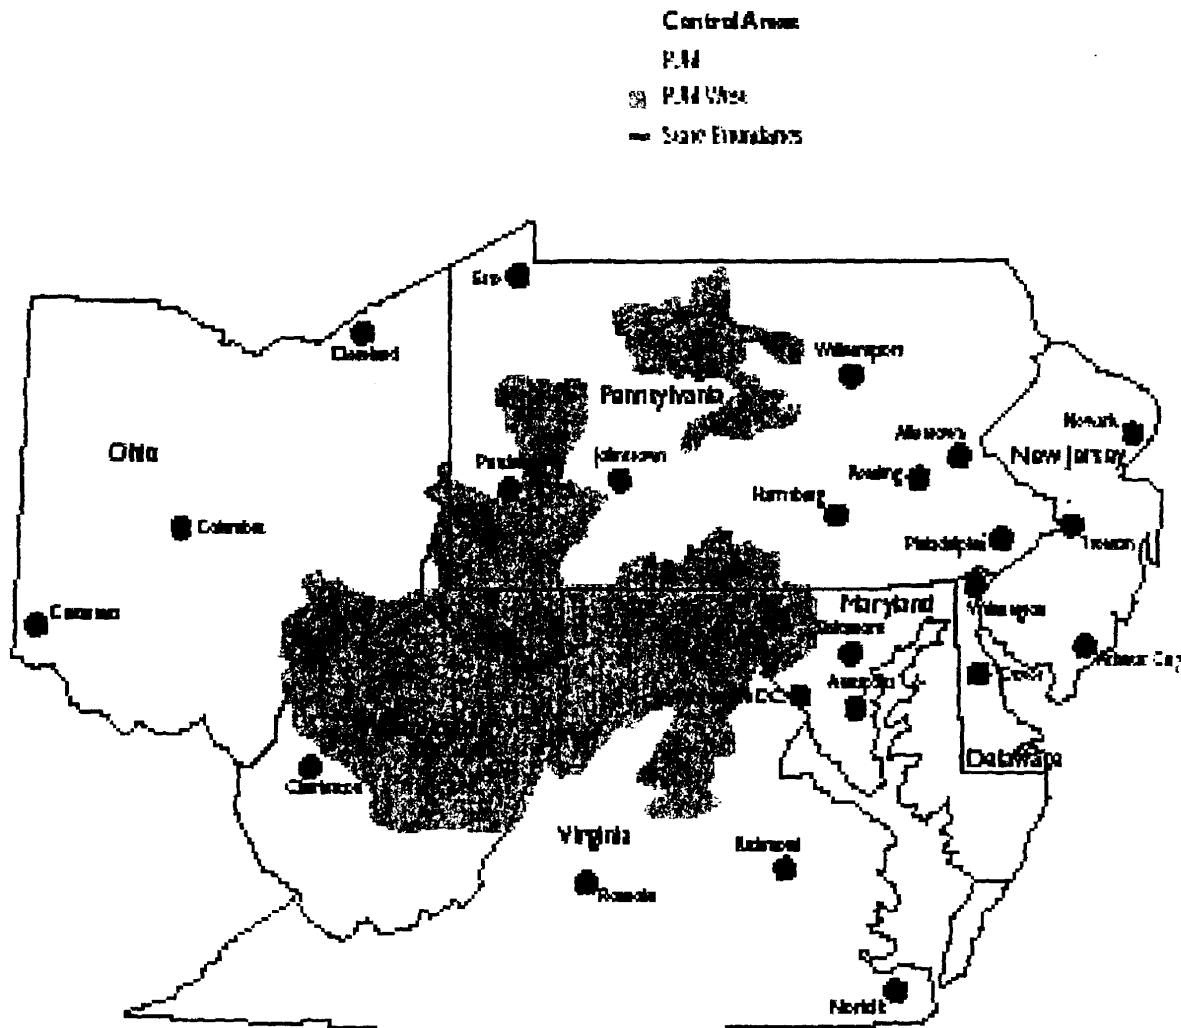 Control Areas
PJM
PJM West
State Boundaries
Erie
Cleveland
Williamsport
Pennsylvania
Newark
Allentown
Ohio
New Jersey
Johnstown
Reading
Harrisburg
Columbus
Philadelphia
Trenton
Maryland
Wilmington
Baltimore
Atlantic City
Annapolis
Dover
DC
Delaware
Charleston
Virginia
Richmond
Roanoke
Norfolk